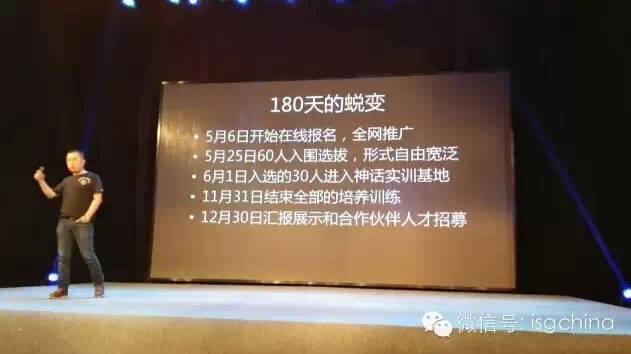 180天的蜕变
• 5月6日开始在线报名，全网推广
• 5月25日60人入围选拔，形式自由宽泛
• 6月1日入选的30人进入神话实训基地
• 11月31日结束全部的培养训练
• 12月30日汇报展示和合作伙伴人才招募
微信号: isgchina